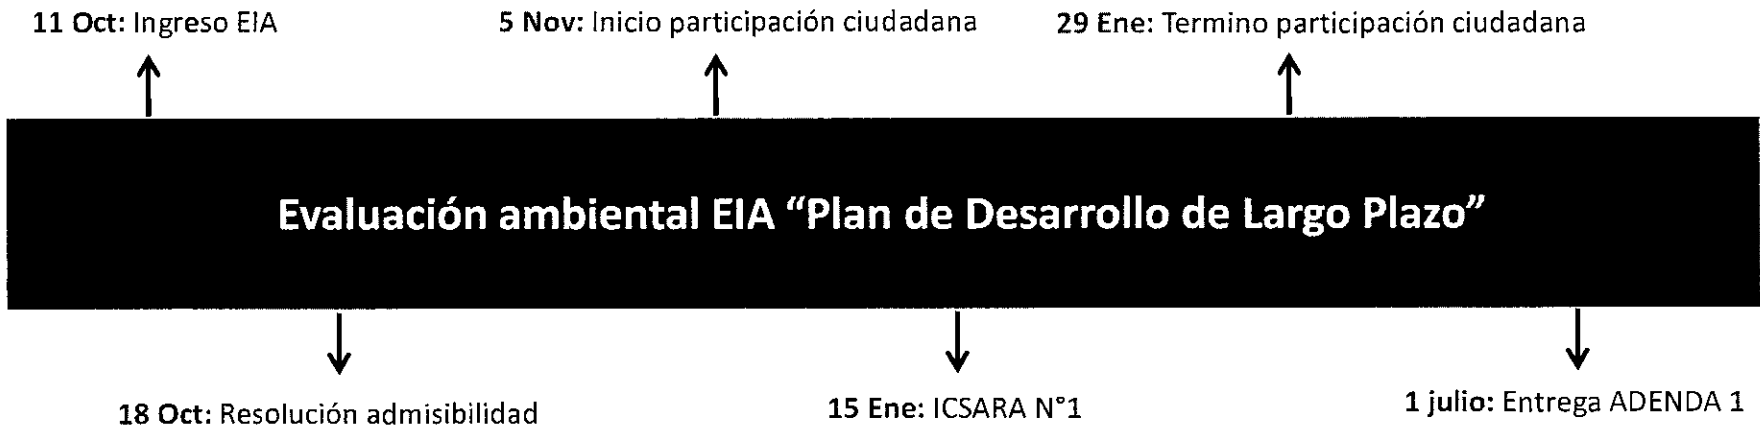 11 Oct: Ingreso EIA
5 Nov: Inicio participación ciudadana
29 Ene: Termino participación ciudadana
Evaluación ambiental EIA “Plan de Desarrollo de Largo Plazo”
18 Oct: Resolución admisibilidad
15 Ene: ICSARA N°1
1 julio: Entrega ADENDA 1